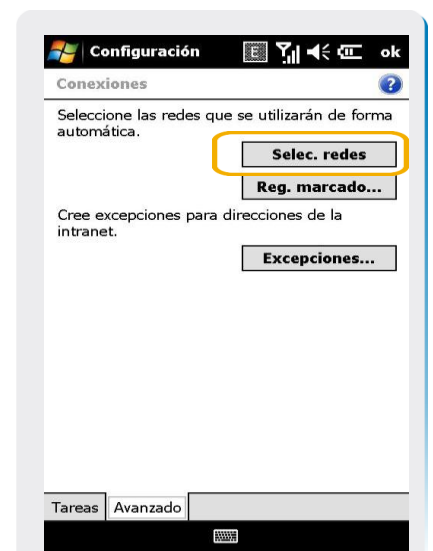 Configuración E ok
Conexiones ?
Seleccione las redes que se utilizarán de forma
automática.
Selec. redes
Reg. marcado...
Cree excepciones para direcciones de la
intranet.
Excepciones...
Tareas Avanzado